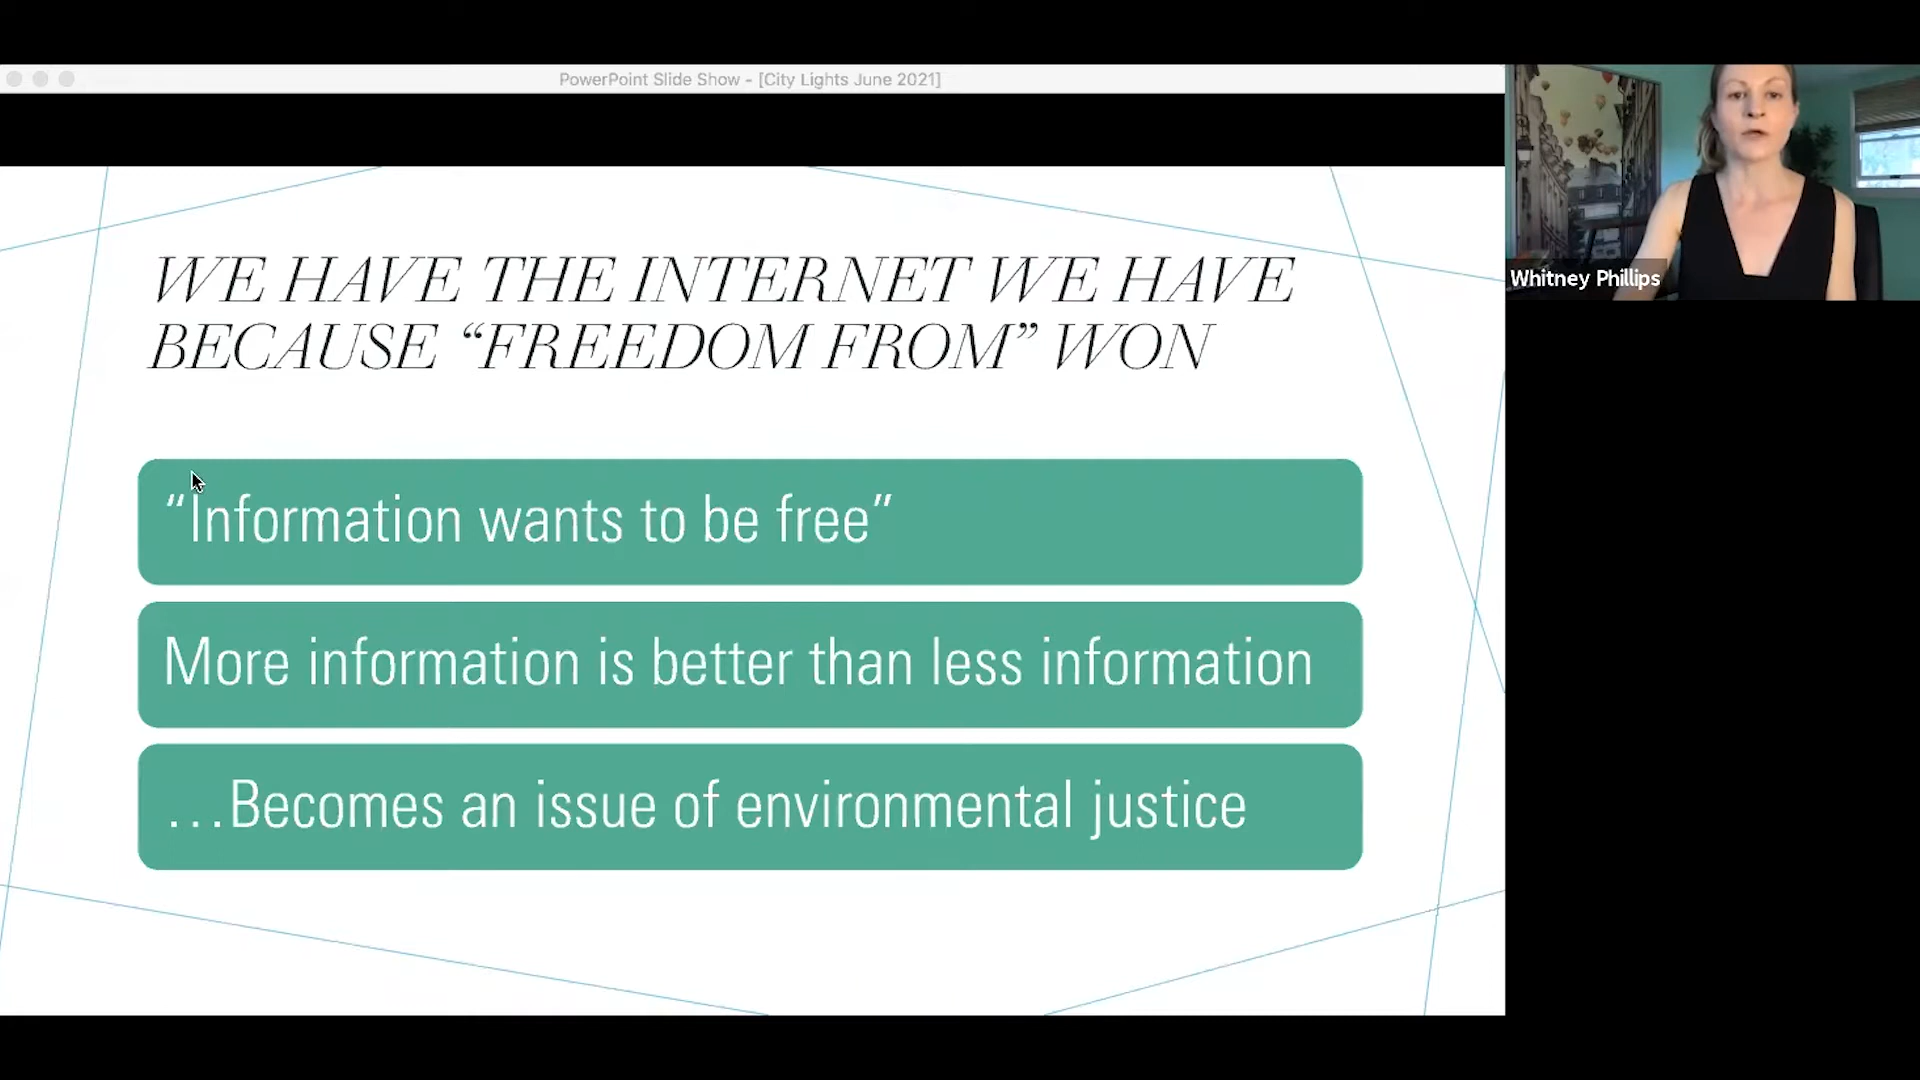 PowerPoint Slide Show - [City Lights June 2021]
WE HAVE THE INTERNET WE HAVE
BECAUSE “FREEDOM FROM” WON
“Information wants to be free”
More information is better than less information
…Becomes an issue of environmental justice
Whitney Phillips